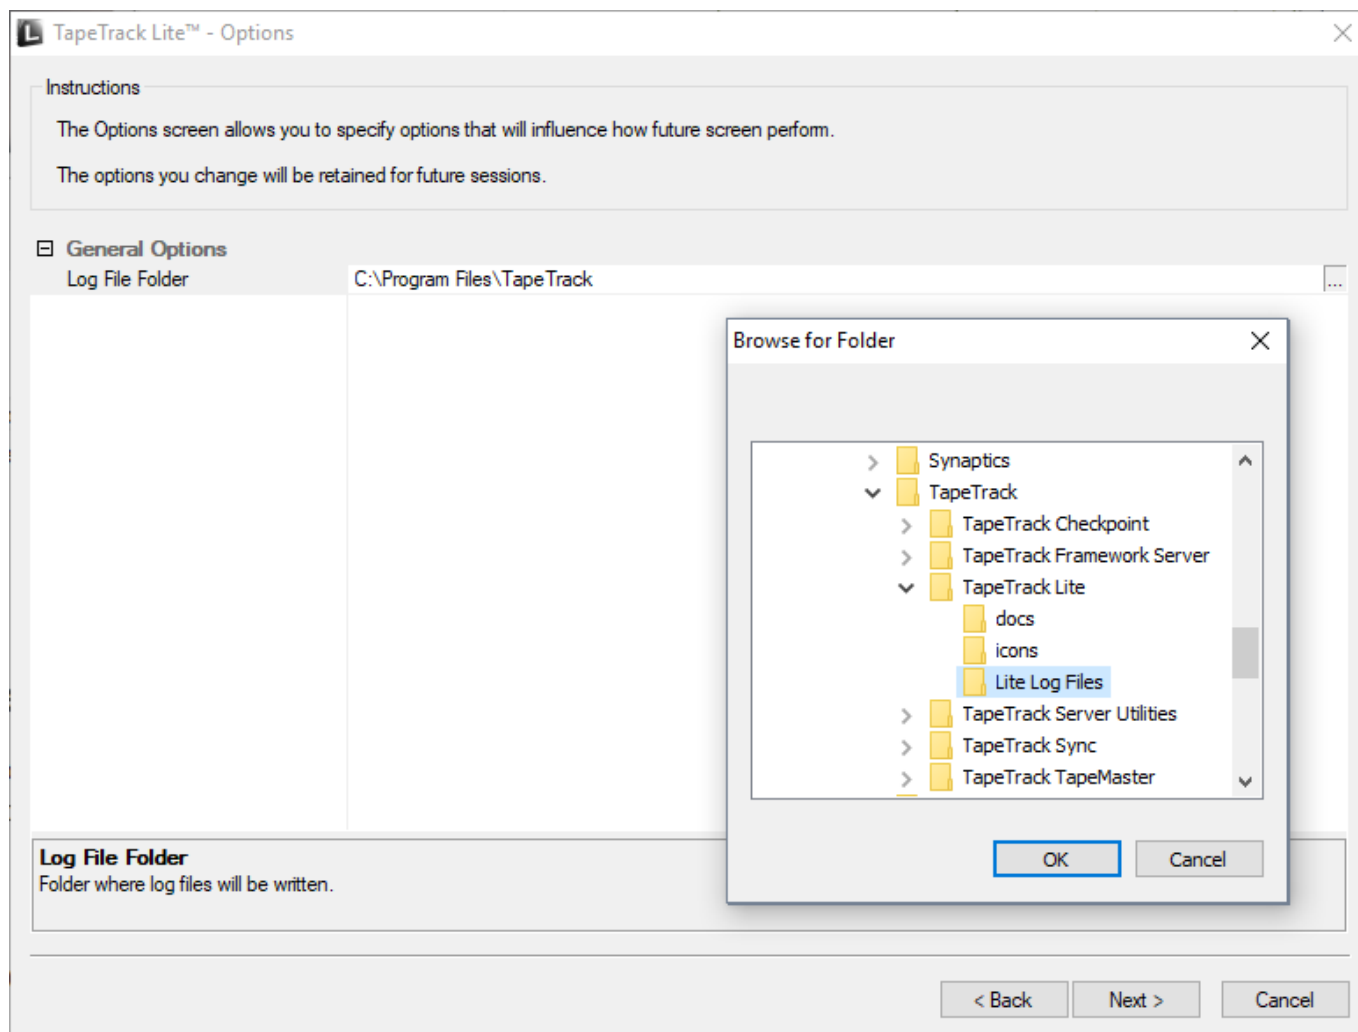 TapeTrack Lite™ - Options
Instructions
The Options screen allows you to specify options that will influence how future screen perform.
The options you change will be retained for future sessions.
General Options
Log File Folder C:\Program Files\TapeTrack ...
Browse for Folder
Synaptics
TapeTrack
TapeTrack Checkpoint
TapeTrack Framework Server
TapeTrack Lite
docs
icons
Lite Log Files
TapeTrack Server Utilities
TapeTrack Sync
TapeTrack TapeMaster
OK Cancel
Log File Folder
Folder where log files will be written.
< Back Next > Cancel